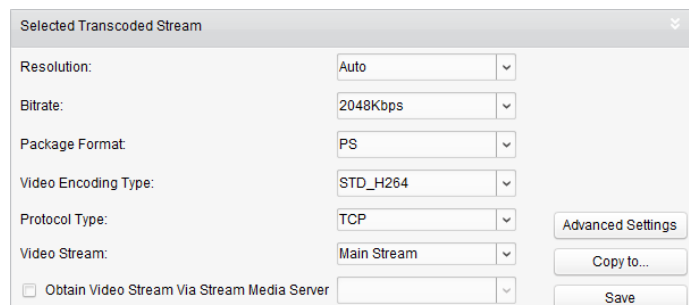 Selected Transcoded Stream
Resolution: Auto
Bitrate: 2048Kbps
Package Format: PS
Video Encoding Type: STD_H264
Protocol Type: TCP
Advanced Settings
Video Stream: Main Stream
Copy to...
Obtain Video Stream Via Stream Media Server
Save